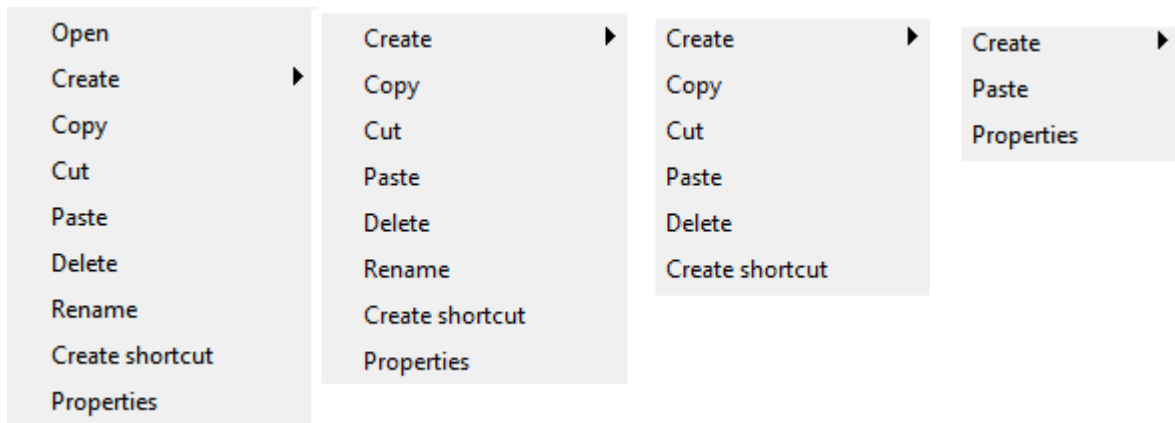 Open
Create
Copy
Cut
Paste
Delete
Rename
Create shortcut
Properties
Create
Copy
Cut
Paste
Delete
Rename
Create shortcut
Properties
Create
Copy
Cut
Paste
Delete
Create shortcut
Create
Paste
Properties